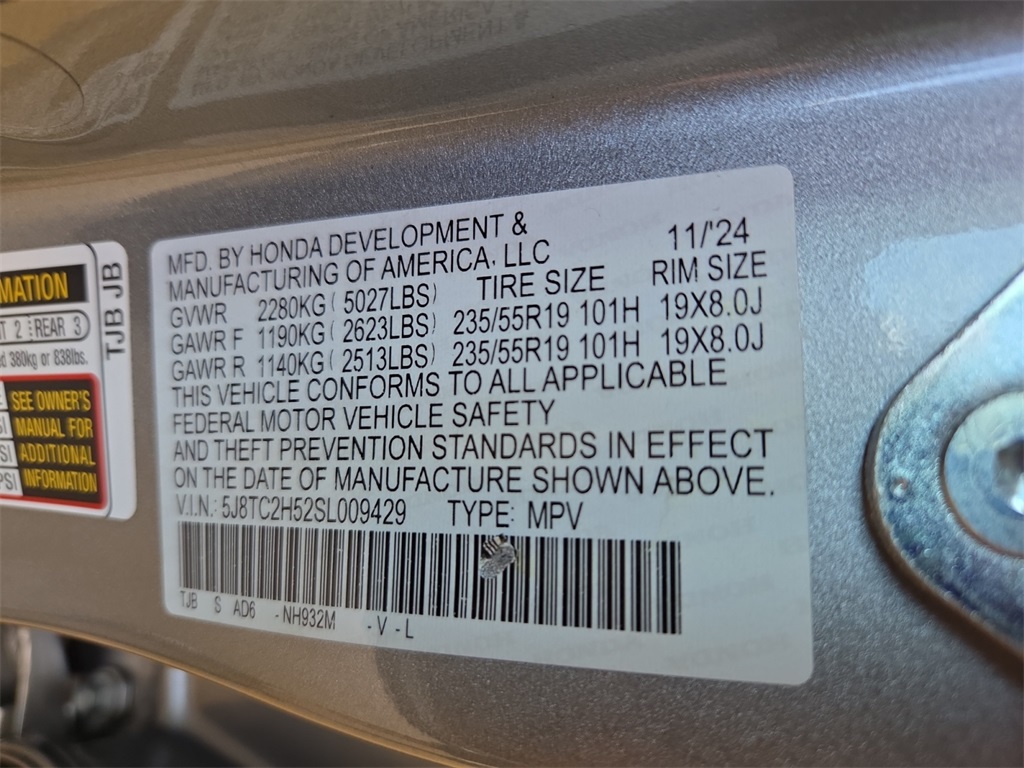 MATION
T 2 REAR 3
d 380kg or 838lbs.
SEE OWNER'S
MANUAL FOR
ADDITIONAL
INFORMATION
SI
PSI
TJB JB
MFD. BY HONDA DEVELOPMENT &
MANUFACTURING OF AMERICA, LLC 11/'24
GVWR 2280KG ( 5027LBS) TIRE SIZE RIM SIZE
GAWR F 1190KG ( 2623LBS) 235/55R19 101H 19X8.0J
GAWR R 1140KG ( 2513LBS) 235/55R19 101H 19X8.0J
THIS VEHICLE CONFORMS TO ALL APPLICABLE
FEDERAL MOTOR VEHICLE SAFETY
AND THEFT PREVENTION STANDARDS IN EFFECT
ON THE DATE OF MANUFACTURE SHOWN ABOVE.
V.I.N.: 5J8TC2H52SL009429 TYPE: MPV
TJB S AD6 -NH932M -V -L